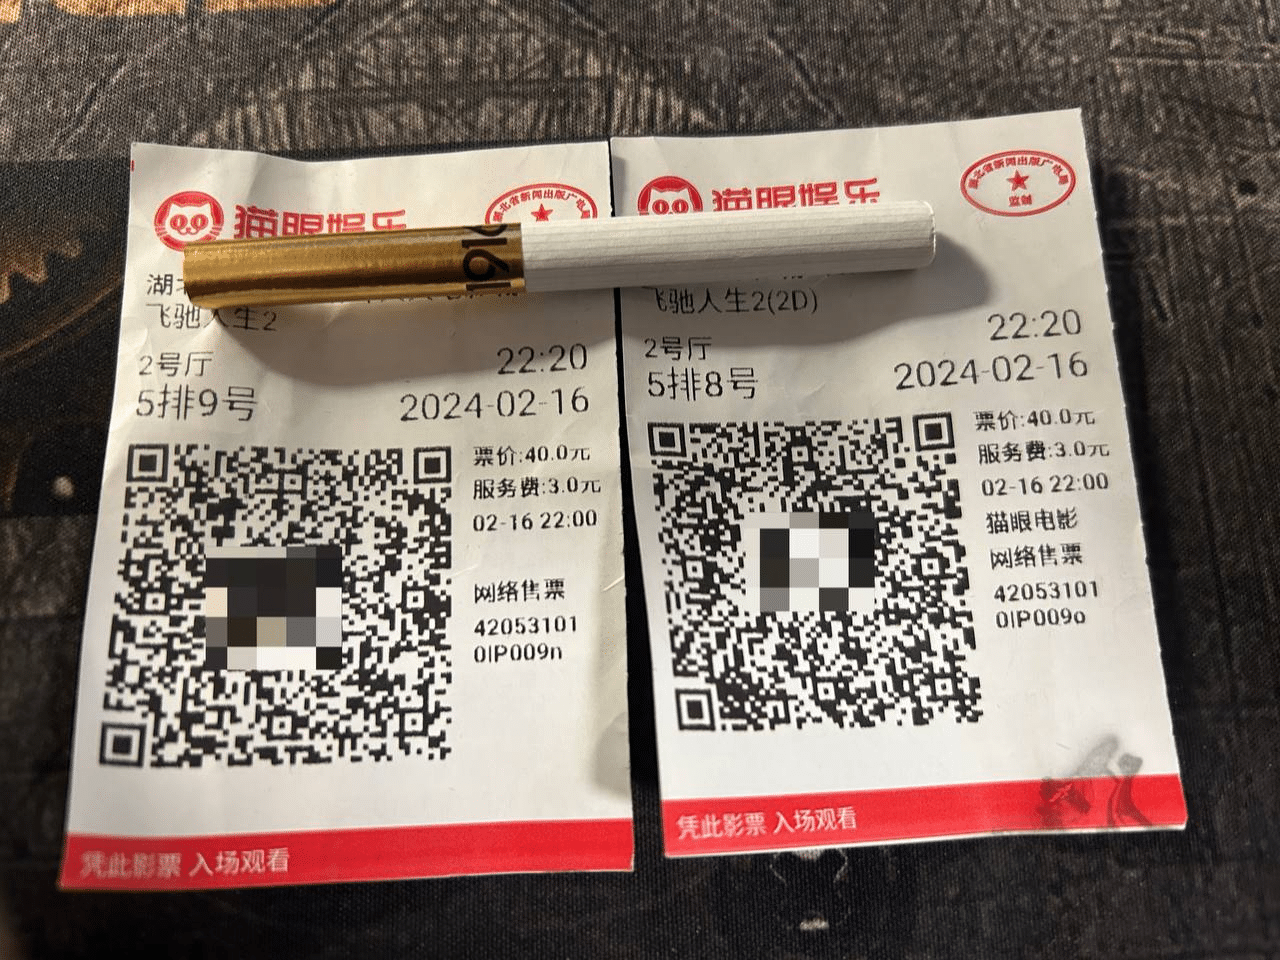 猫眼娱乐
湖北省新闻出版广电局
湖北
飞驰人生2
2号厅
22:20
5排9号
2024-02-16
票价:40.0元
服务费:3.0元
02-16 22:00
网络售票
42053101
0IP009n
凭此影票 入场观看
1916
猫眼娱乐
湖北省新闻出版广电局
监制
飞驰人生2(2D)
2号厅
22:20
5排8号
2024-02-16
票价:40.0元
服务费:3.0元
02-16 22:00
猫眼电影
网络售票
42053101
0IP009o
凭此影票 入场观看